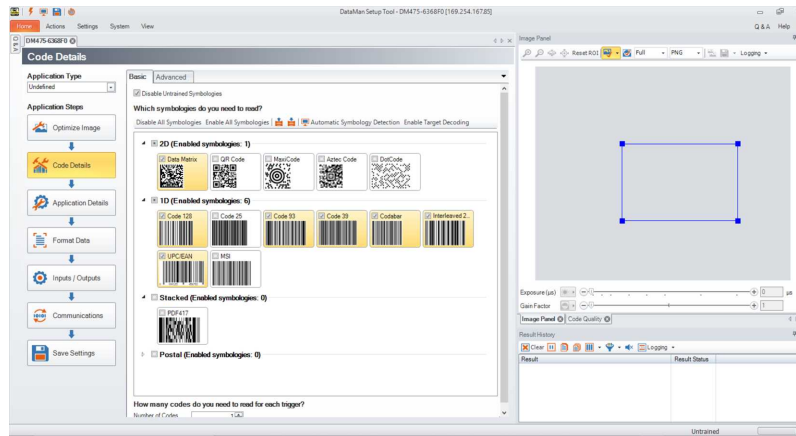 DataMan Setup Tool - DM475-6368F0 [169.254.167.85]
Home Actions Settings System View Q & A Help
Q & A
DM475-6368F0
Code Details
Application Type
Undefined
Application Steps
Optimize Image
Code Details
Application Details
Format Data
Inputs / Outputs
Communications
Save Settings
Basic Advanced
Disable Untrained Symbologies
Which symbologies do you need to read?
Disable All Symbologies Enable All Symbologies Automatic Symbology Detection Enable Target Decoding
2D (Enabled symbologies: 1)
Data Matrix QR Code MaxiCode Aztec Code DotCode
1D (Enabled symbologies: 6)
Code 128 Code 25 Code 93 Code 39 Codabar Interleaved 2...
UPC/EAN MSI
Stacked (Enabled symbologies: 0)
PDF417
Postal (Enabled symbologies: 0)
How many codes do you need to read for each trigger?
Number of Codes 1
Image Panel
Reset ROI Full PNG Logging
Exposure (µs) 0 µs
Gain Factor 1
Image Panel Code Quality
Result History
Clear Logging
Result Result Status
Untrained